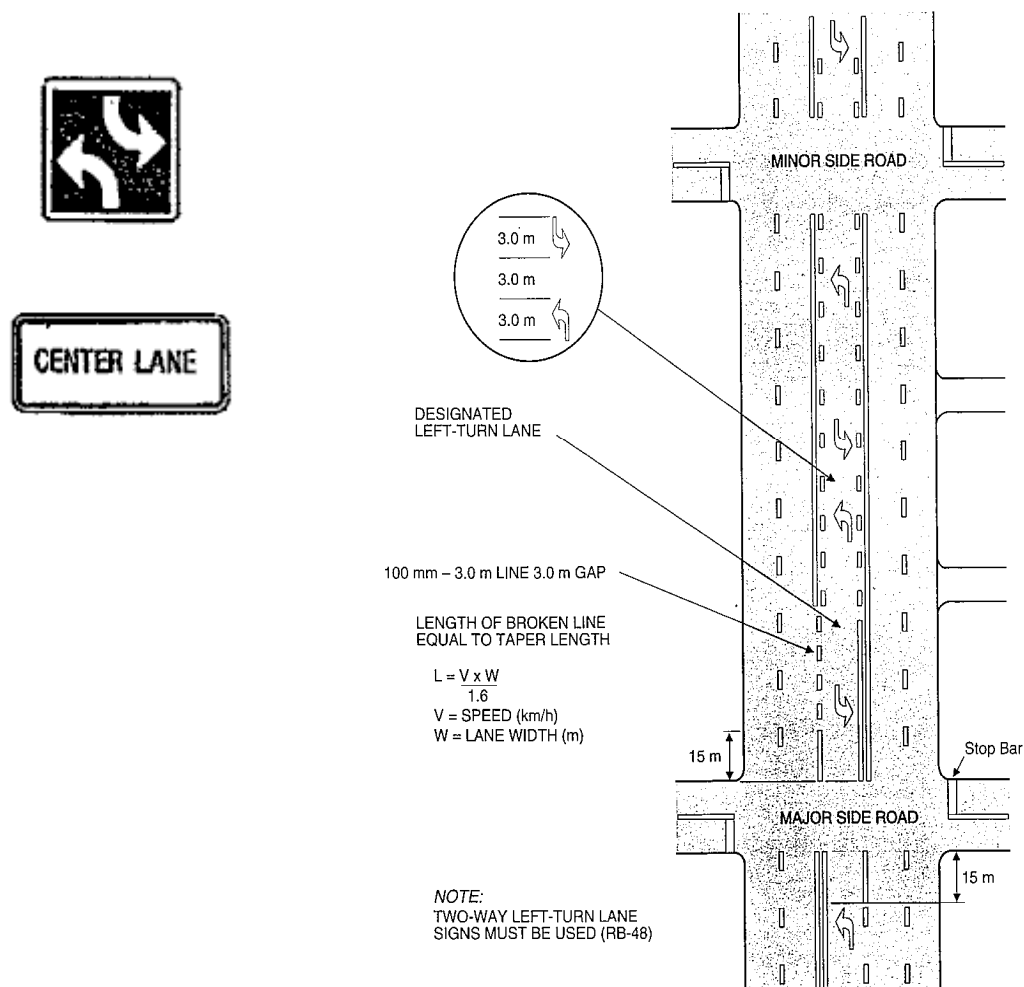 CENTER LANE
MINOR SIDE ROAD
3.0 m
3.0 m
3.0 m
DESIGNATED
LEFT-TURN LANE
100 mm – 3.0 m LINE 3.0 m GAP
LENGTH OF BROKEN LINE
EQUAL TO TAPER LENGTH
L = V x W
1.6
V = SPEED (km/h)
W = LANE WIDTH (m)
15 m
Stop Bar
MAJOR SIDE ROAD
15 m
NOTE:
TWO-WAY LEFT-TURN LANE
SIGNS MUST BE USED (RB-48)